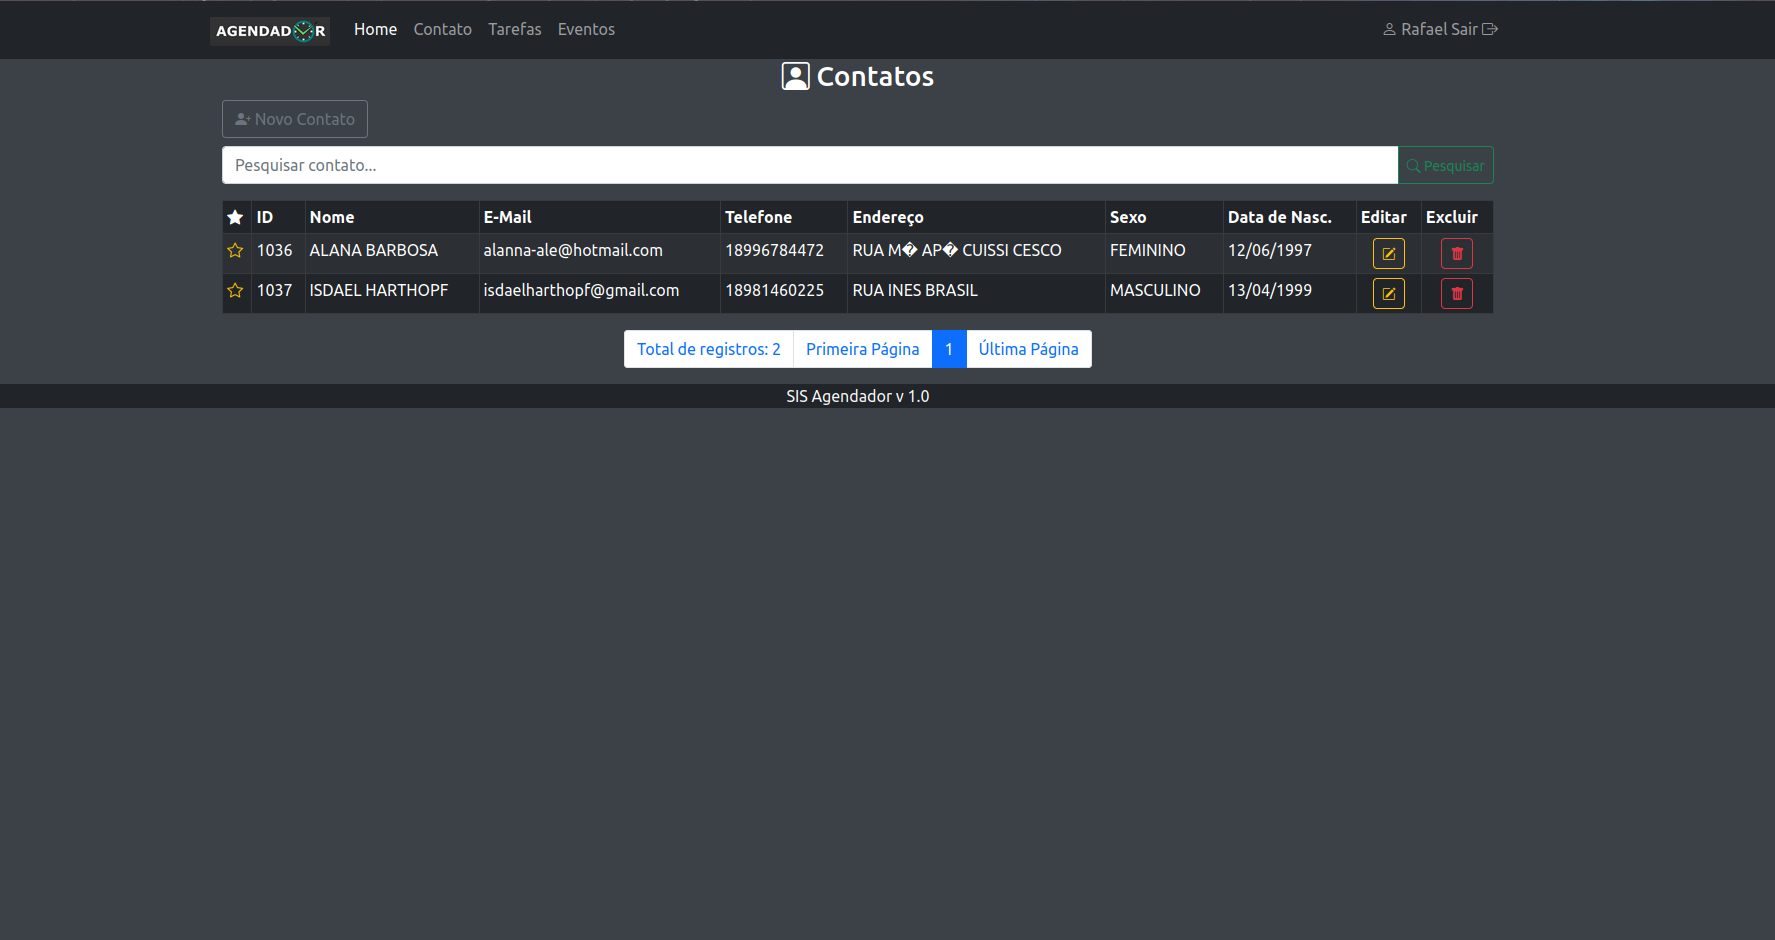 AGENDADOR Home Contato Tarefas Eventos Rafael Sair
Contatos
Novo Contato
Pesquisar contato... Pesquisar
ID Nome E-Mail Telefone Endereço Sexo Data de Nasc. Editar Excluir
1036 ALANA BARBOSA alanna-ale@hotmail.com 18996784472 RUA M� AP� CUISSI CESCO FEMININO 12/06/1997
1037 ISDAEL HARTHOPF isdaelharthopf@gmail.com 18981460225 RUA INES BRASIL MASCULINO 13/04/1999
Total de registros: 2 Primeira Página 1 Última Página
SIS Agendador v 1.0